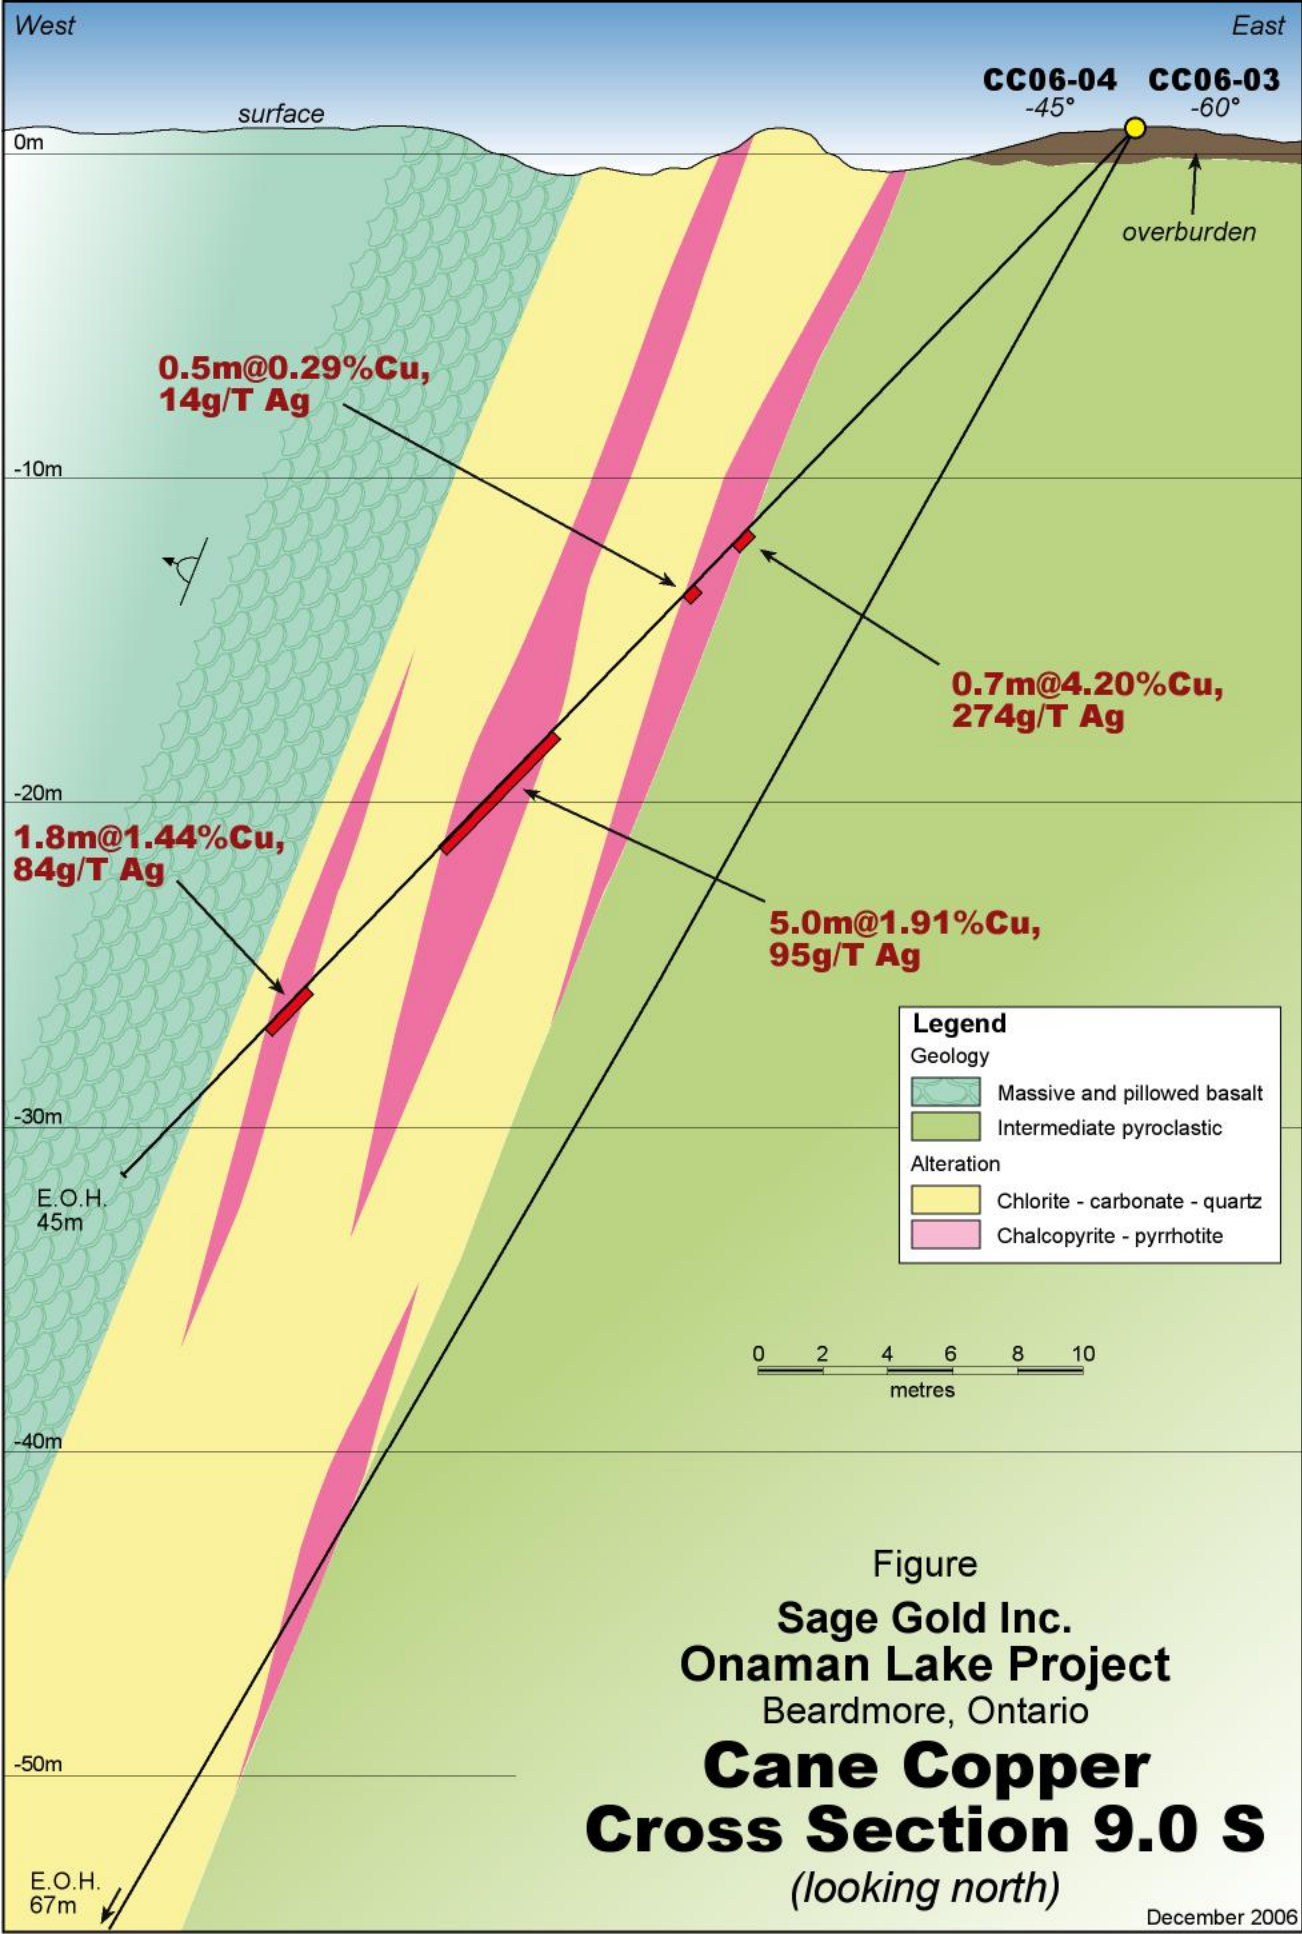 West
East
CC06-04 CC06-03
-45° -60°
surface
0m
overburden
0.5m@0.29%Cu,
14g/T Ag
-10m
0.7m@4.20%Cu,
274g/T Ag
-20m
1.8m@1.44%Cu,
84g/T Ag
5.0m@1.91%Cu,
95g/T Ag
Legend
Geology
Massive and pillowed basalt
Intermediate pyroclastic
Alteration
Chlorite - carbonate - quartz
Chalcopyrite - pyrrhotite
-30m
E.O.H.
45m
0 2 4 6 8 10
metres
-40m
Figure
Sage Gold Inc.
Onaman Lake Project
Beardmore, Ontario
Cane Copper
Cross Section 9.0 S
(looking north)
-50m
E.O.H.
67m
December 2006